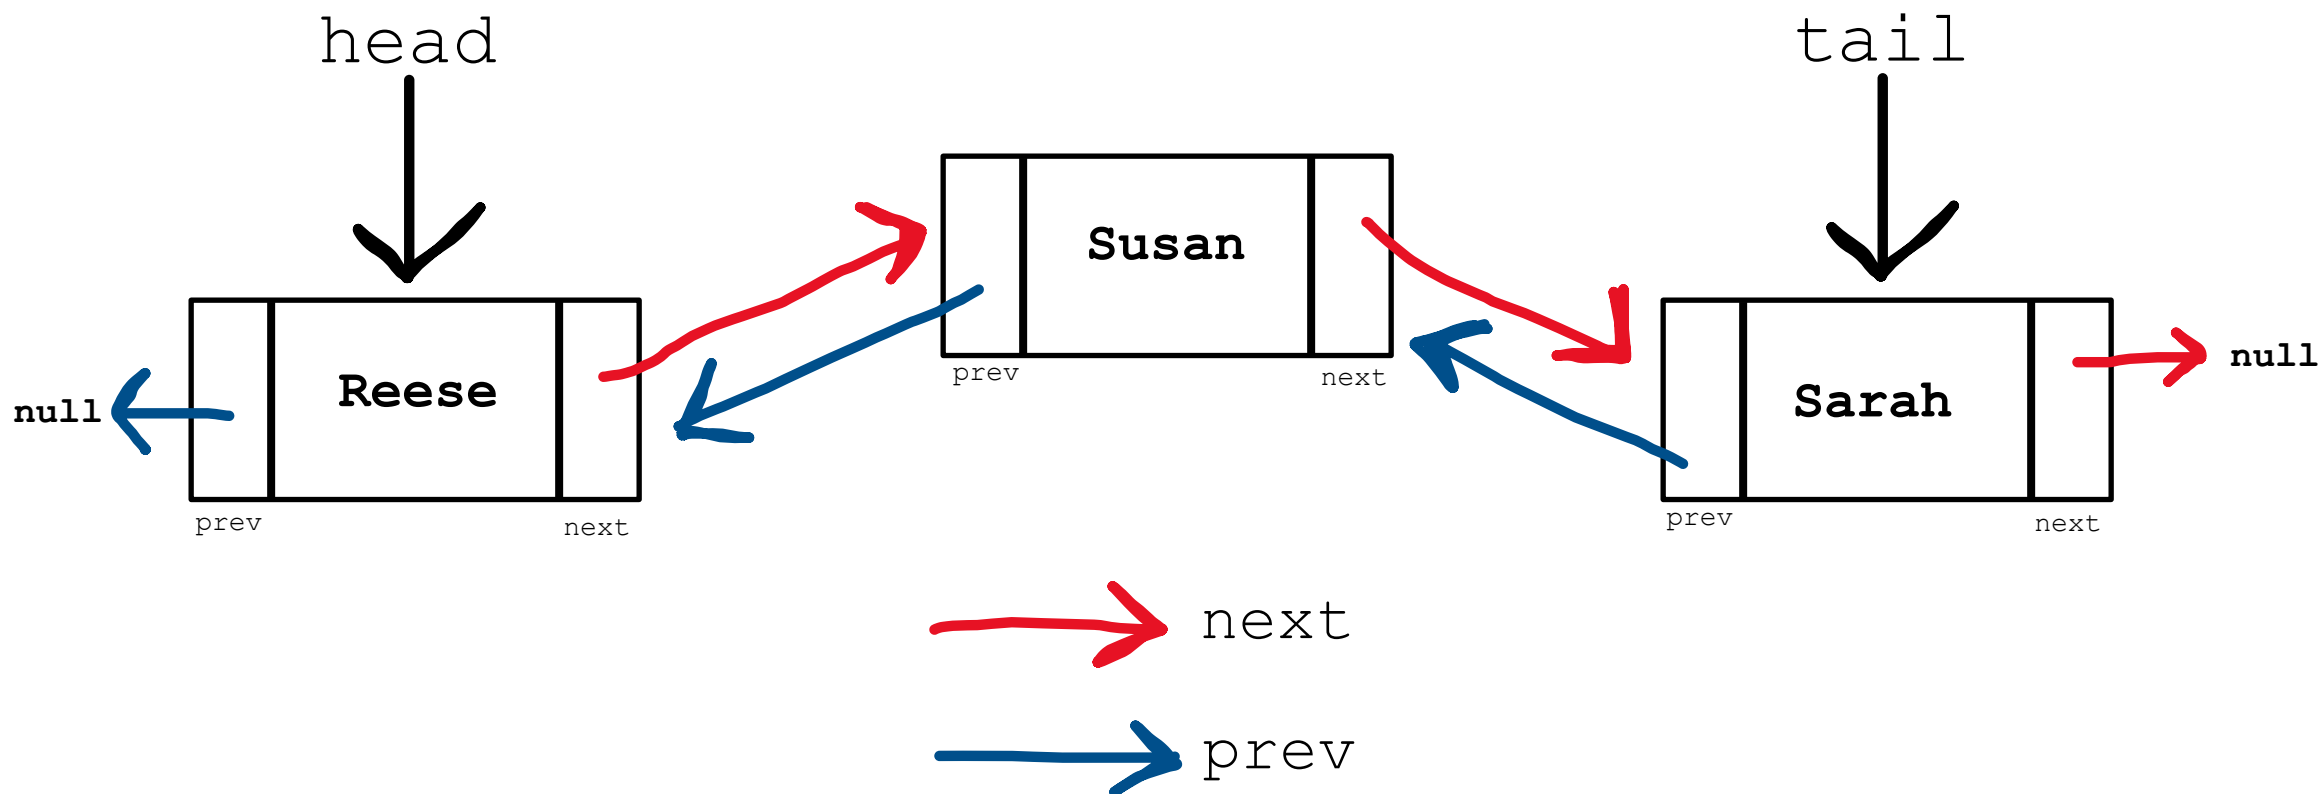 head
tail
Susan
prev
next
null
Reese
Sarah
null
prev
next
prev
next
next
prev